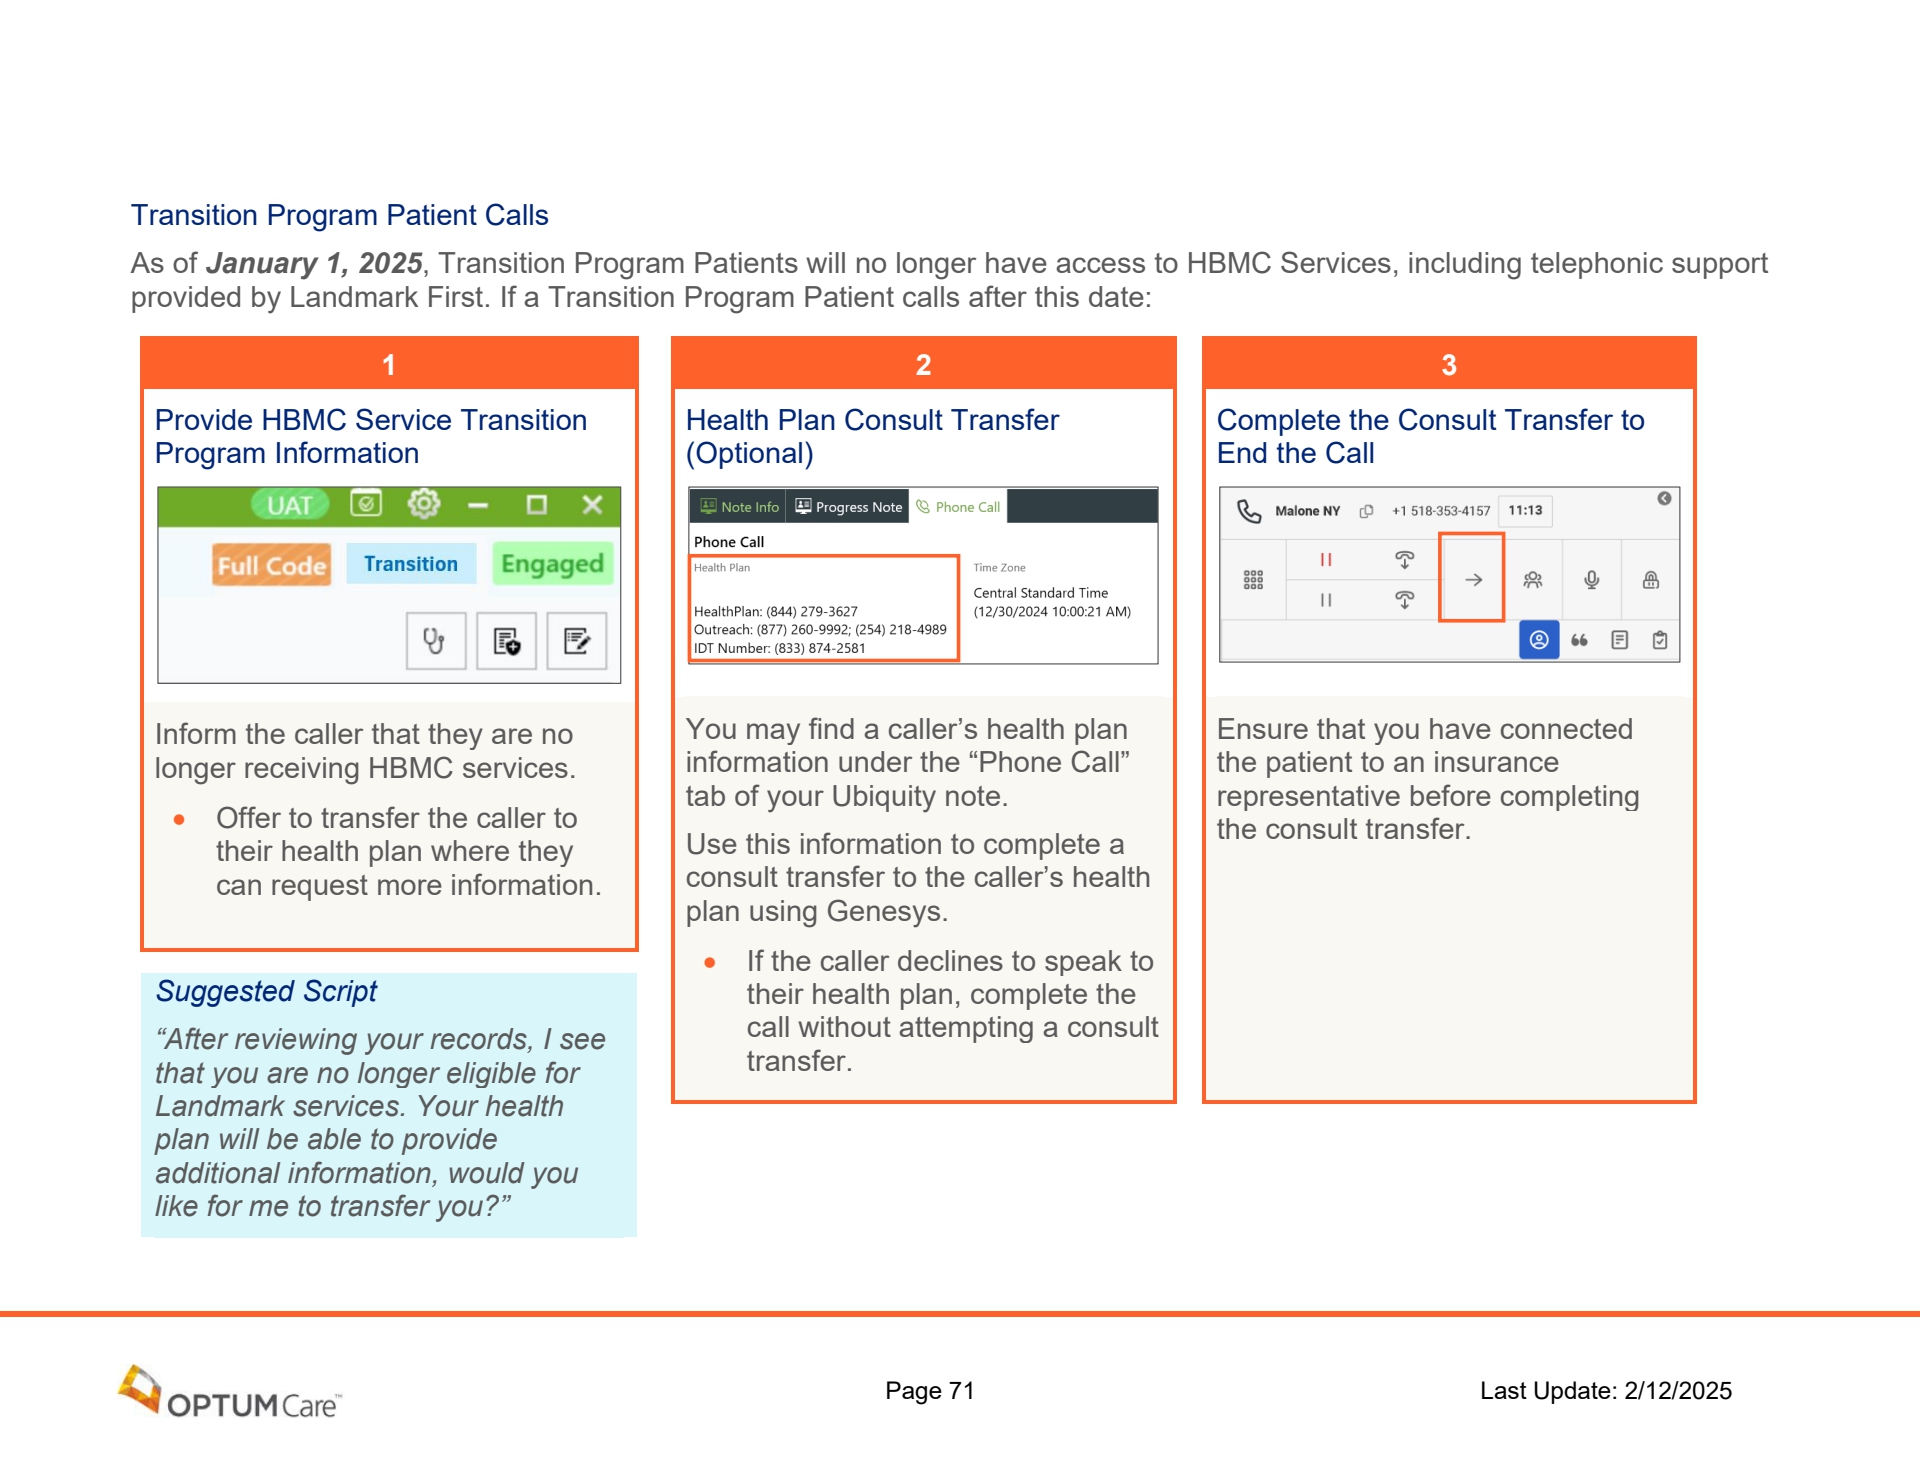 Transition Program Patient Calls
As of January 1, 2025, Transition Program Patients will no longer have access to HBMC Services, including telephonic support
provided by Landmark First. If a Transition Program Patient calls after this date:
1
Provide HBMC Service Transition
Program Information
UAT
Full Code
Transition
Engaged
Inform the caller that they are no
longer receiving HBMC services.
• Offer to transfer the caller to
their health plan where they
can request more information.
Suggested Script
“After reviewing your records, I see
that you are no longer eligible for
Landmark services. Your health
plan will be able to provide
additional information, would you
like for me to transfer you?”
2
Health Plan Consult Transfer
(Optional)
Note Info
Progress Note
Phone Call
Phone Call
Health Plan
HealthPlan: (844) 279-3627
Outreach: (877) 260-9992; (254) 218-4989
IDT Number: (833) 874-2581
Time Zone
Central Standard Time
(12/30/2024 10:00:21 AM)
You may find a caller’s health plan
information under the “Phone Call”
tab of your Ubiquity note.
Use this information to complete a
consult transfer to the caller’s health
plan using Genesys.
• If the caller declines to speak to
their health plan, complete the
call without attempting a consult
transfer.
3
Complete the Consult Transfer to
End the Call
Malone NY
+1 518-353-4157
11:13
Ensure that you have connected
the patient to an insurance
representative before completing
the consult transfer.
OPTUM Care™
Page 71
Last Update: 2/12/2025